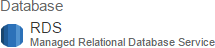 Database
RDS
Managed Relational Database Service